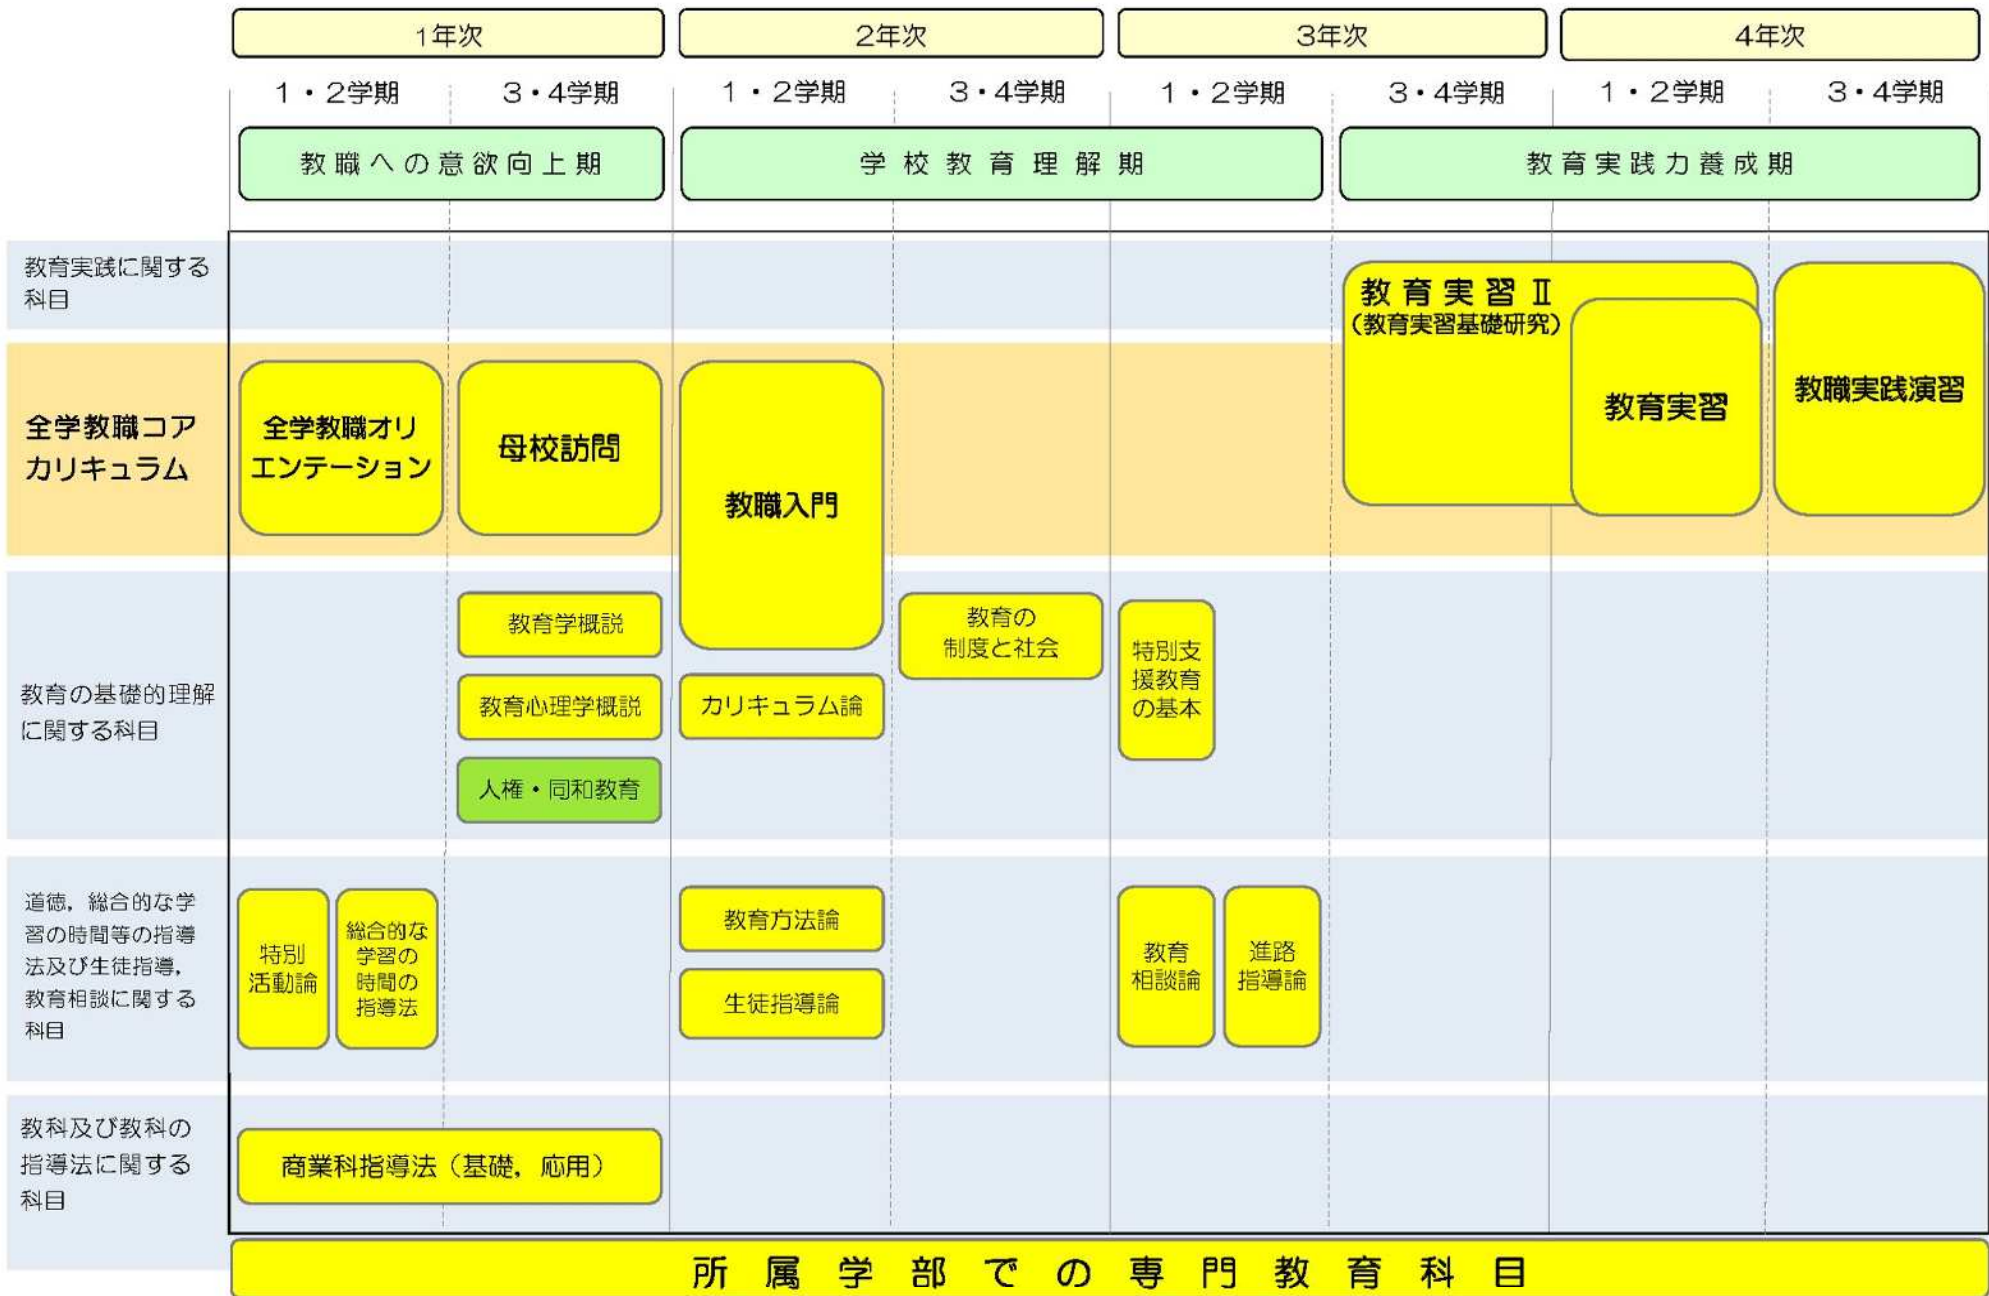 1年次
2年次
3年次
4年次
1・2学期
3・4学期
1・2学期
3・4学期
1・2学期
3・4学期
1・2学期
3・4学期
教職への意欲向上期
学校教育理解期
教育実践力養成期
教育実践に関する
科目
教育実習Ⅱ
（教育実習基礎研究）
教育実習
教職実践演習
全学教職コア
カリキュラム
全学教職オリ
エンテーション
母校訪問
教職入門
教育の基礎的理解
に関する科目
教育学概説
教育心理学概説
人権・同和教育
カリキュラム論
教育の
制度と社会
特別支
援教育
の基本
道徳，総合的な学
習の時間等の指導
法及び生徒指導，
教育相談に関する
科目
特別
活動論
総合的な
学習の
時間の
指導法
教育方法論
生徒指導論
教育
相談論
進路
指導論
教科及び教科の
指導法に関する
科目
商業科指導法（基礎，応用）
所属学部での専門教育科目